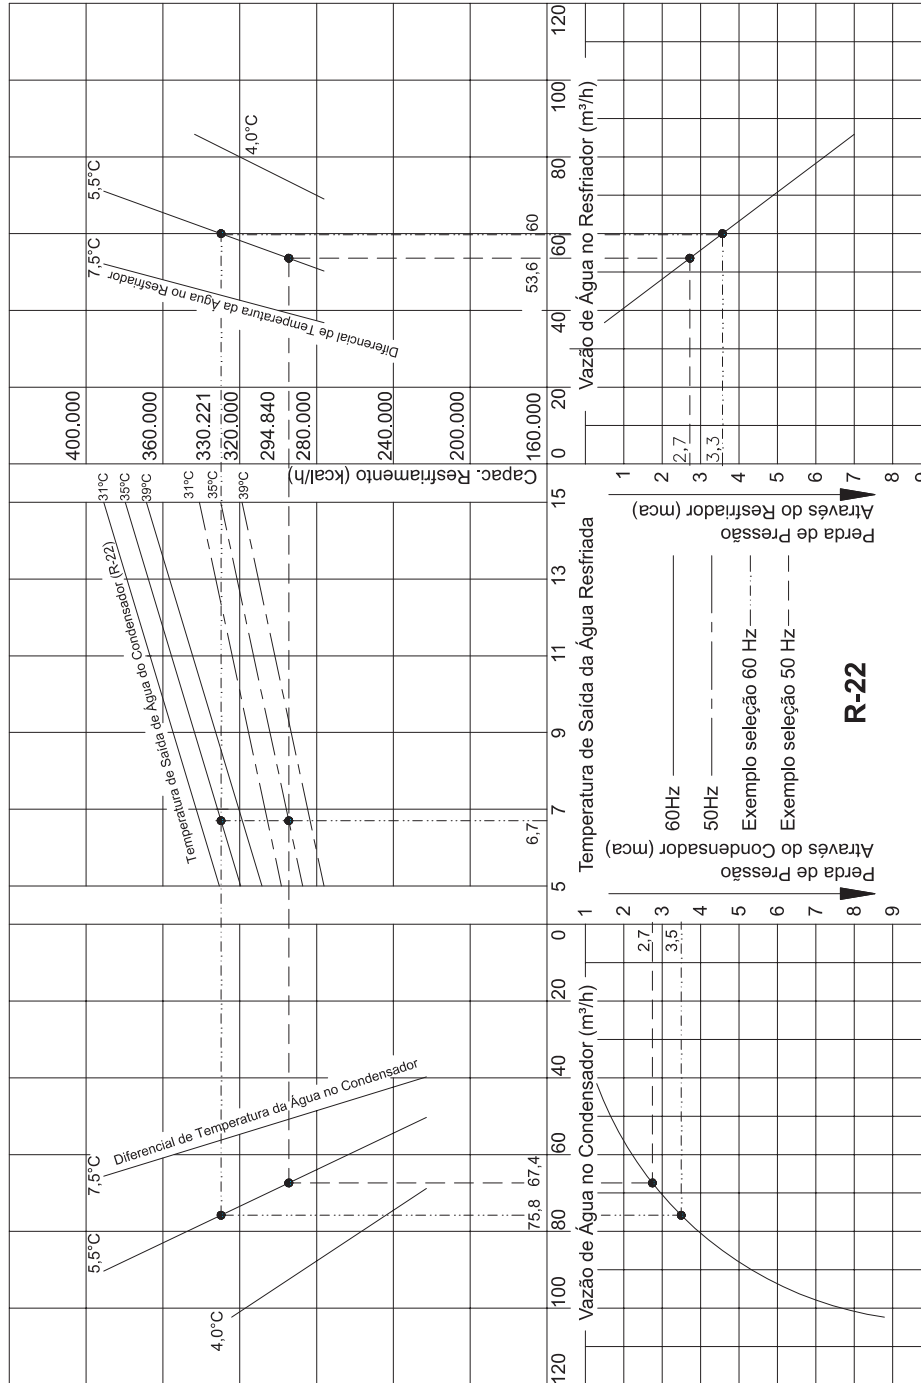 400.000
360.000
330.221
320.000
294.840
280.000
240.000
200.000
160.000
Capac. Resfriamento (kcal/h)
7,5°C
5,5°C
4,0°C
Diferencial de Temperatura da Água no Condensador
75,8
67,4
120
100
80
60
40
20
0
Vazão de Água no Condensador (m³/h)
31ºC
35ºC
39ºC
31ºC
35ºC
39ºC
Temperatura de Saída de Água do Condensador (R-22)
6,7
5
7
9
11
13
15
Temperatura de Saída da Água Resfriada
7,5°C
5,5°C
4,0°C
Diferencial de Temperatura da Água no Resfriador
53,6
60
0
20
40
60
80
100
120
Vazão de Água no Resfriador (m³/h)
1
2
3
4
5
6
7
8
9
2,7
3,5
Perda de Pressão
Através do Condensador (mca)
60Hz
50Hz
Exemplo seleção 60 Hz
Exemplo seleção 50 Hz
R-22
Perda de Pressão
Através do Resfriador (mca)
1
2
3
4
5
6
7
8
9
2,7
3,3